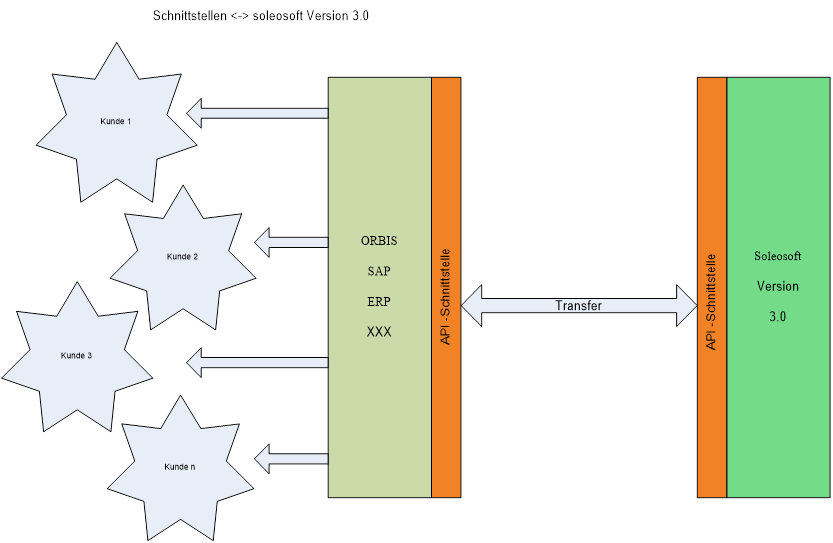 Schnittstellen <-> soleosoft Version 3.0
Kunde 1
Kunde 2
Kunde 3
Kunde n
ORBIS
SAP
ERP
XXX
API -Schnittstelle
Transfer
API -Schnittstelle
Soleosoft
Version
3.0